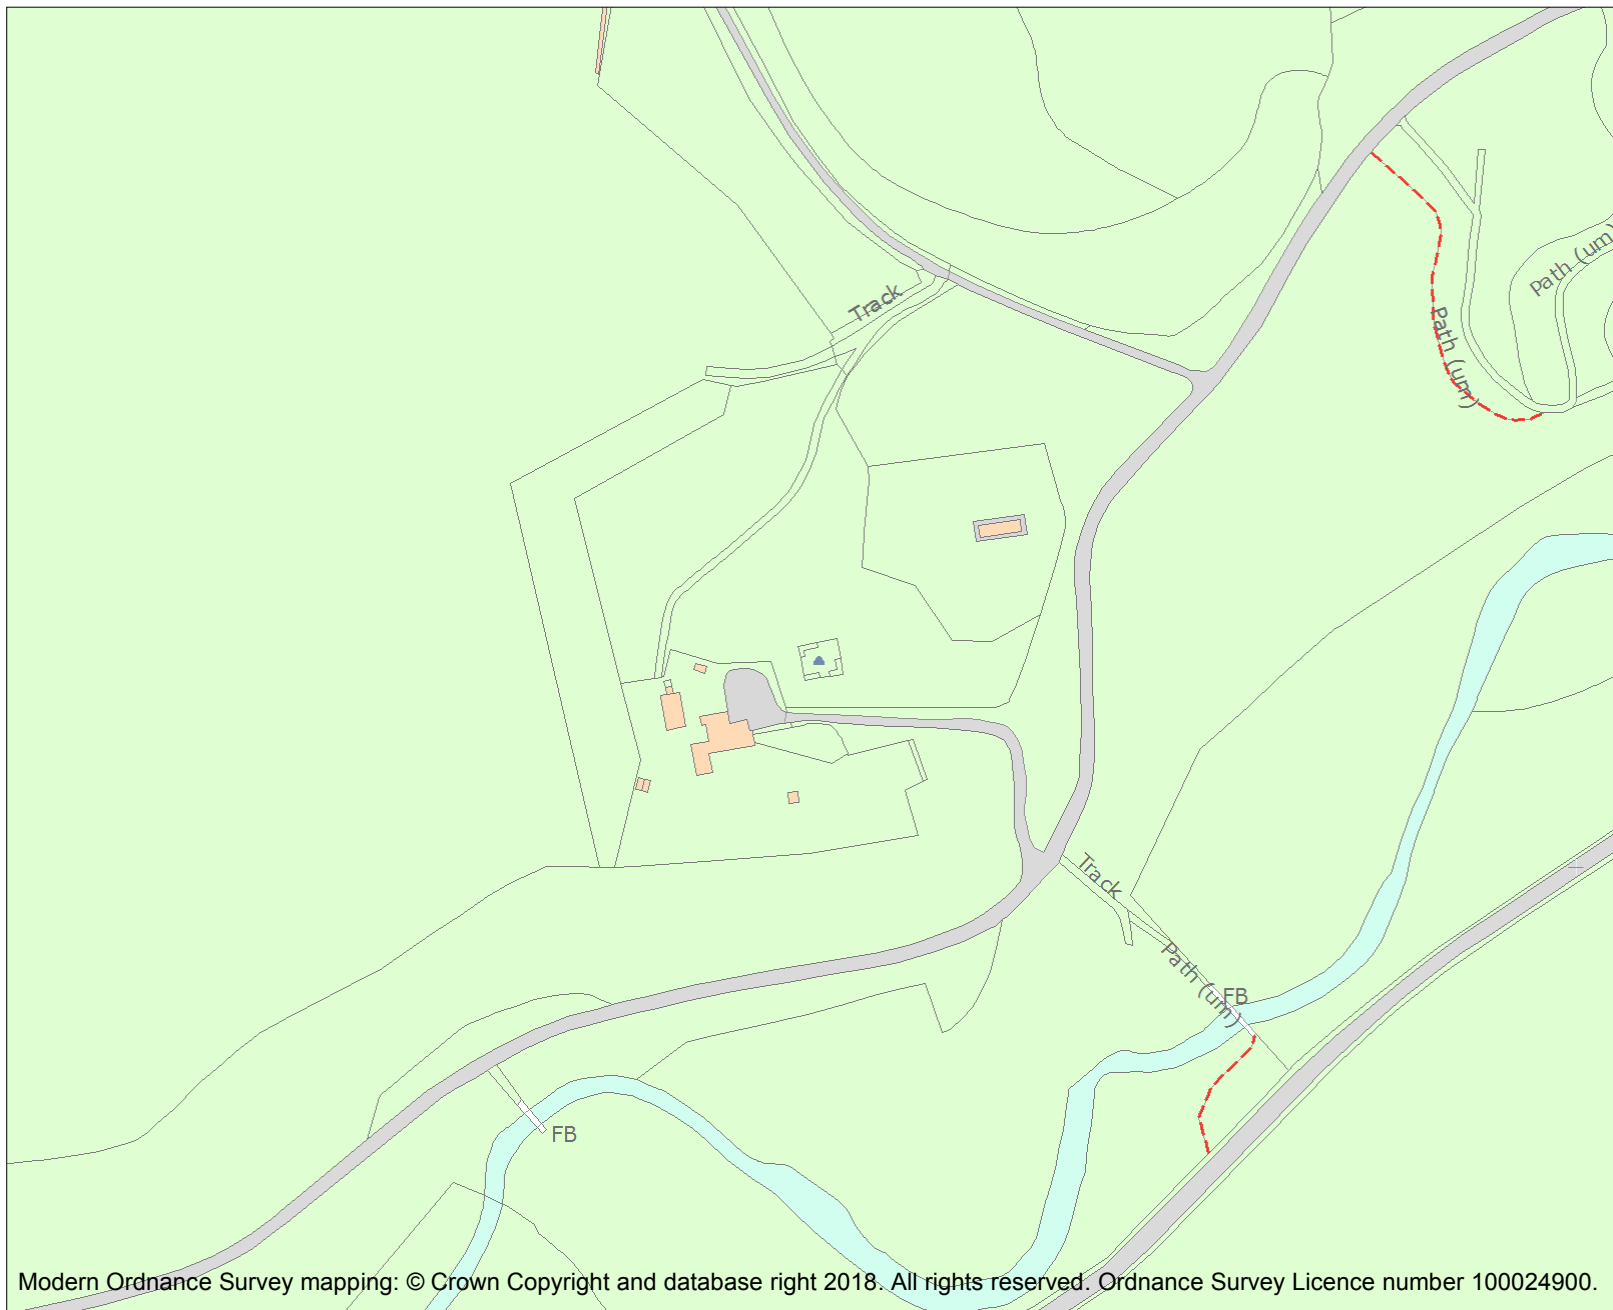 Path (um)
Track
Path (um)
Track
Path (um)
FB
FB
Modern Ordnance Survey mapping: © Crown Copyright and database right 2018. All rights reserved. Ordnance Survey Licence number 100024900.